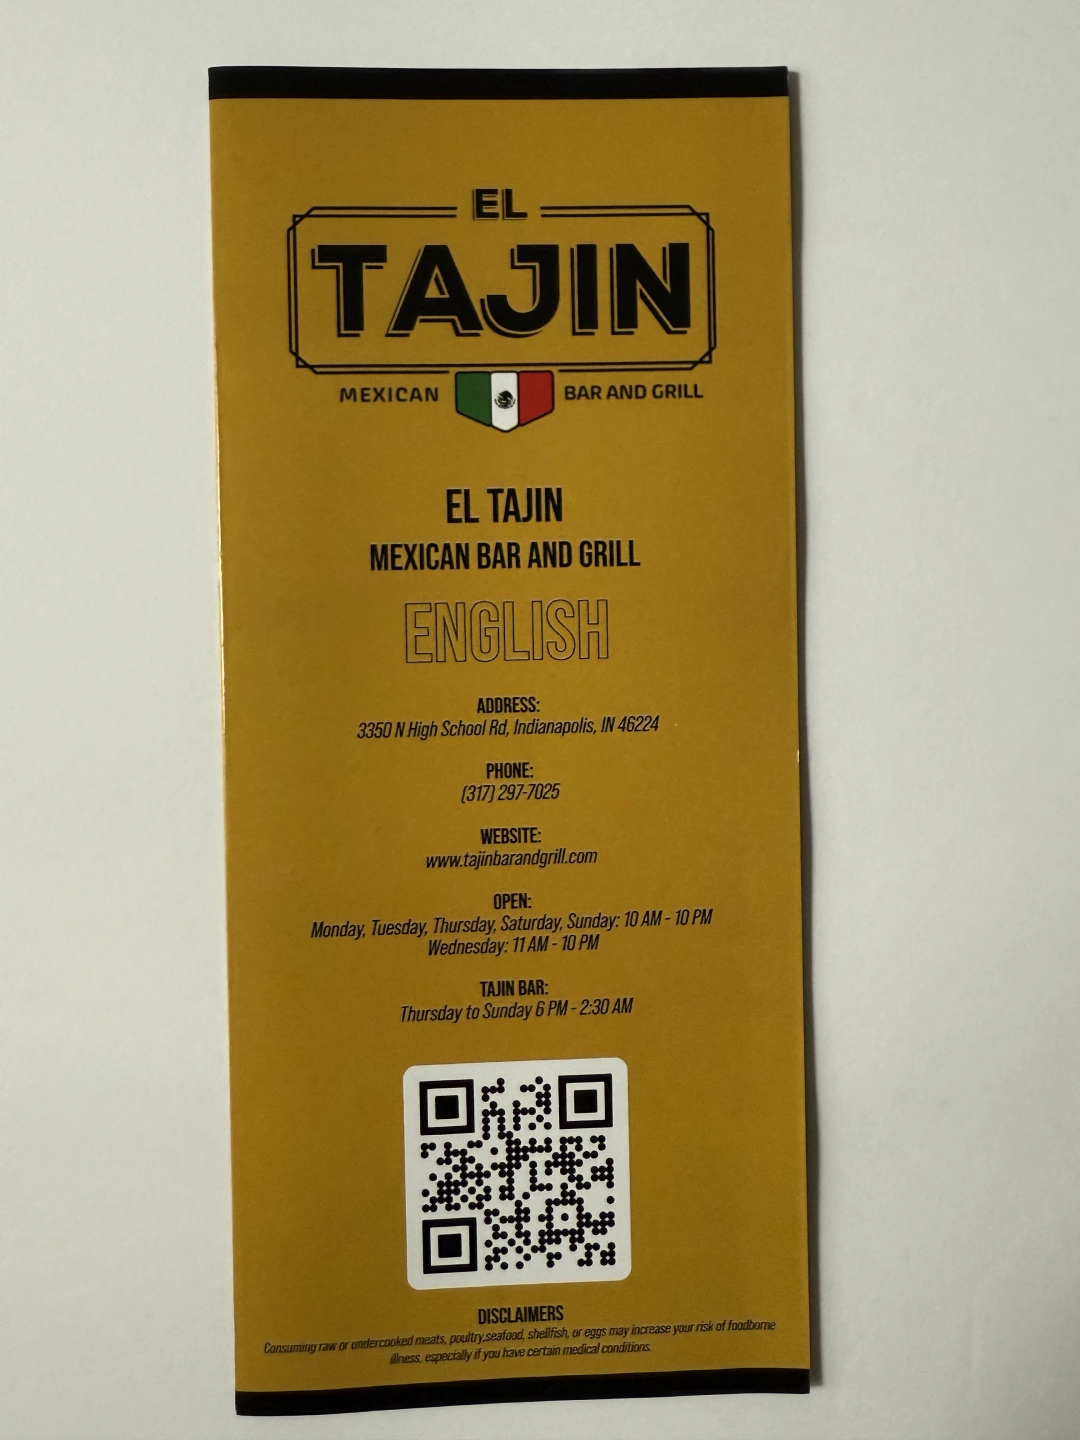 EL
TAJIN
MEXICAN BAR AND GRILL
EL TAJIN
MEXICAN BAR AND GRILL
ENGLISH
ADDRESS:
3350 N High School Rd, Indianapolis, IN 46224
PHONE:
(317) 297-7025
WEBSITE:
www.tajinbarandgrill.com
OPEN:
Monday, Tuesday, Thursday, Saturday, Sunday: 10 AM - 10 PM
Wednesday: 11 AM - 10 PM
TAJIN BAR:
Thursday to Sunday 6 PM - 2:30 AM
DISCLAIMERS
Consuming raw or undercooked meats, poultry,seafood, shellfish, or eggs may increase your risk of foodborne
illness, especially if you have certain medical conditions.